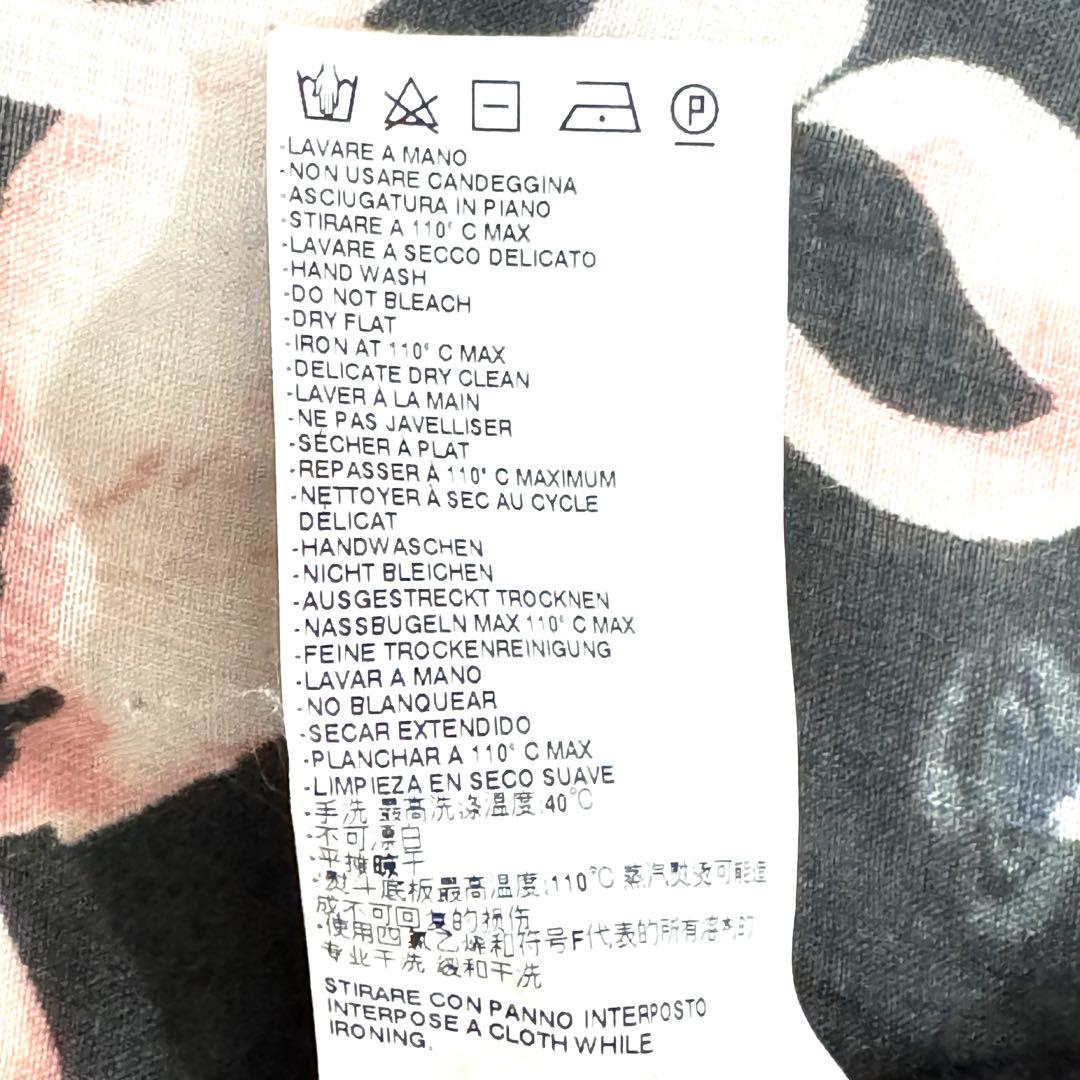 P
-LAVARE A MANO
-NON USARE CANDEGGINA
-ASCIUGATURA IN PIANO
-STIRARE A 110° C MAX
-LAVARE A SECCO DELICATO
-HAND WASH
-DO NOT BLEACH
-DRY FLAT
-IRON AT 110° C MAX
-DELICATE DRY CLEAN
-LAVER À LA MAIN
-NE PAS JAVELLISER
-SÉCHER À PLAT
-REPASSER À 110° C MAXIMUM
-NETTOYER À SEC AU CYCLE
DÉLICAT
-HANDWASCHEN
-NICHT BLEICHEN
-AUSGESTRECKT TROCKNEN
-NASSBUGELN MAX 110° C MAX
-FEINE TROCKENREINIGUNG
-LAVAR A MANO
-NO BLANQUEAR
-SECAR EXTENDIDO
-PLANCHAR A 110° C MAX
-LIMPIEZA EN SECO SUAVE
-手洗 最高洗涤温度:40℃
-不可漂白
-平摊晾干
-熨斗底板最高温度:110℃ 蒸汽熨烫可能造
成不可回复的损伤
-使用四氯乙烯和符号F代表的所有溶剂的
专业干洗 缓和干洗
STIRARE CON PANNO INTERPOSTO
INTERPOSE A CLOTH WHILE
IRONING.